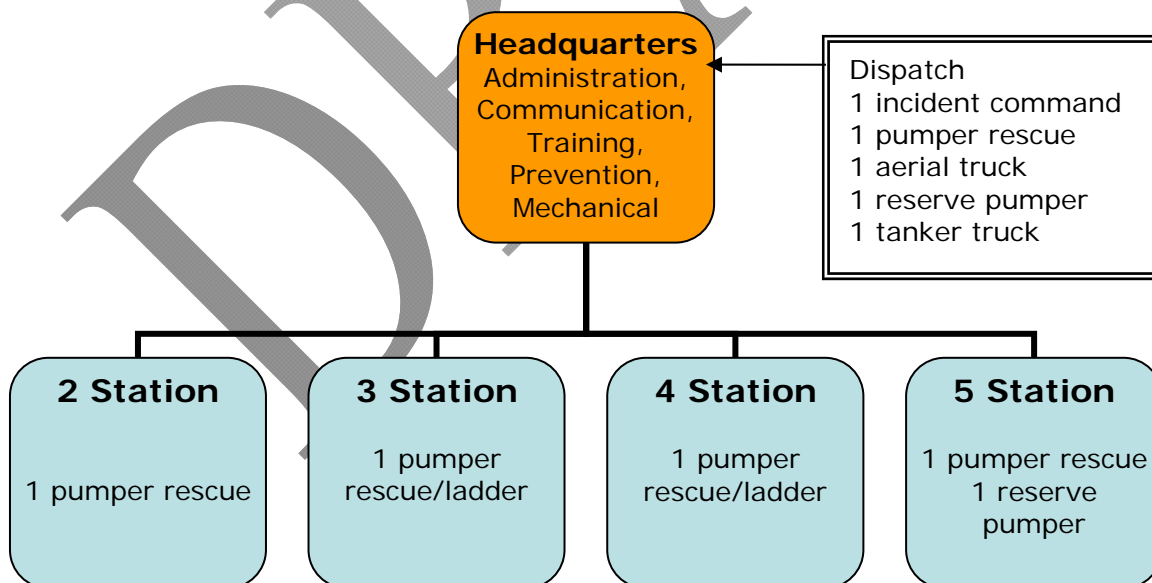 Headquarters
Administration,
Communication,
Training,
Prevention,
Mechanical
Dispatch
1 incident command
1 pumper rescue
1 aerial truck
1 reserve pumper
1 tanker truck
2 Station
1 pumper rescue
3 Station
1 pumper
rescue/ladder
4 Station
1 pumper
rescue/ladder
5 Station
1 pumper rescue
1 reserve
pumper